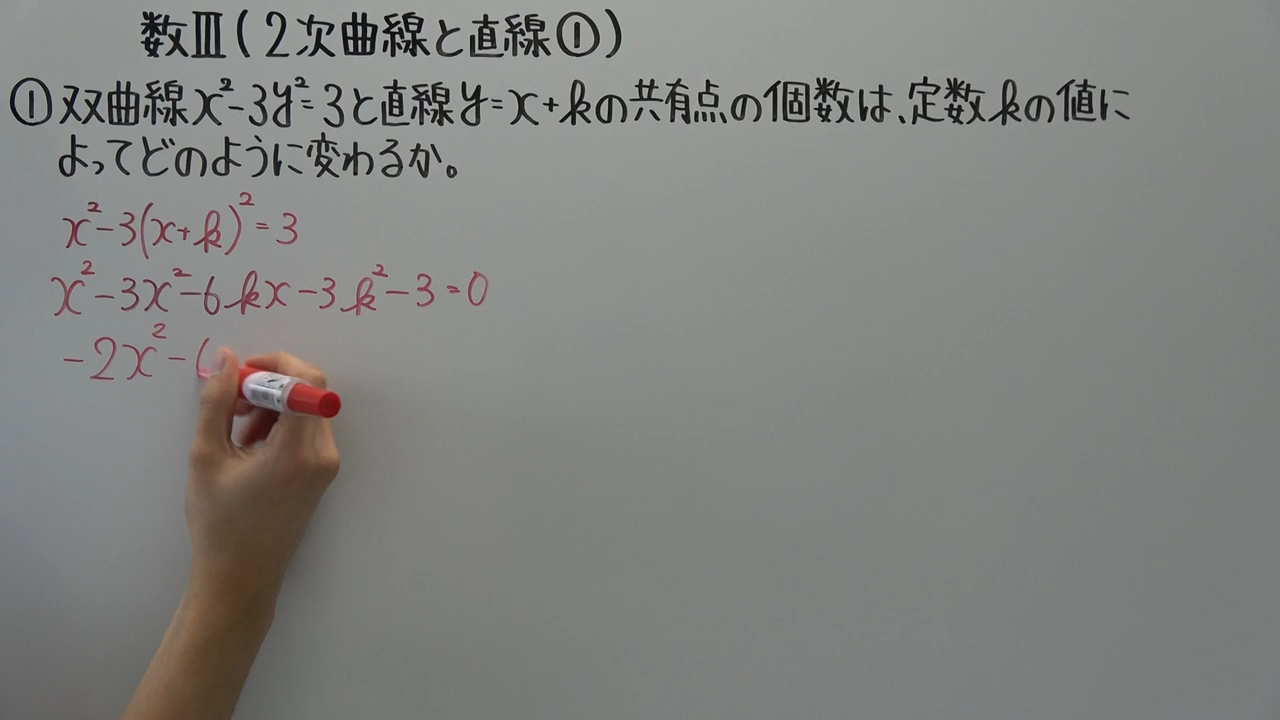 数Ⅲ(2次曲線と直線①)
①双曲線x²-3y²=3と直線y=x+kの共有点の個数は、定数kの値に
よってどのように変わるか。
x²-3(x+k)²=3
x²-3x²-6kx-3k²-3=0
-2x²-